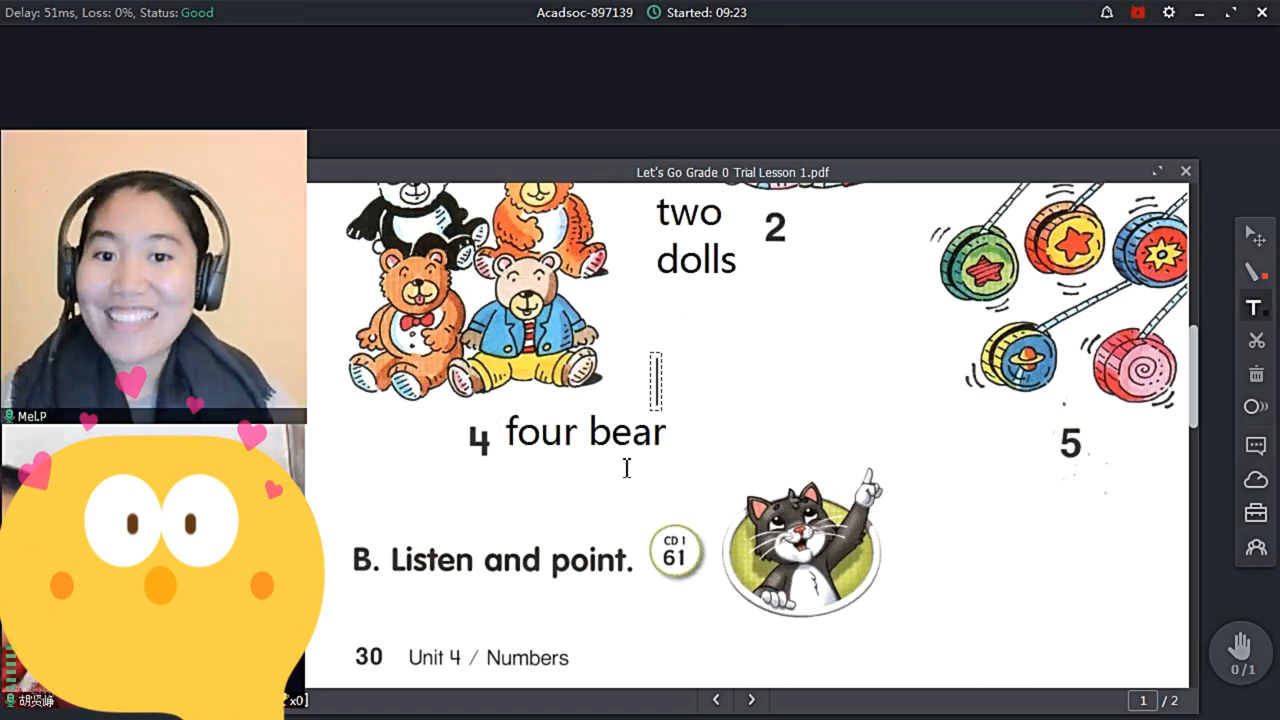 Delay: 51ms, Loss: 0%, Status: Good
Acadsoc-897139
Started: 09:23
Let's Go Grade 0 Trial Lesson 1.pdf
two
dolls
2
T
Mel.P
4 four bear
5
CD 1
61
B. Listen and point.
30 Unit 4 / Numbers
0/1
胡贤峥
x0]
1 / 2